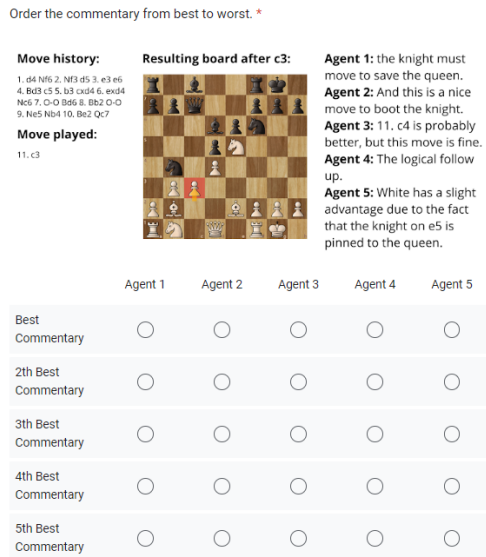 Order the commentary from best to worst. *
Move history:
1. d4 Nf6 2. Nf3 d5 3. e3 e6
4. Bd3 c5 5. b3 cxd4 6. exd4
Nc6 7. O-O Bd6 8. Bb2 O-O
9. Ne5 Nb4 10. Be2 Qc7
Move played:
11. c3
Resulting board after c3:
Agent 1: the knight must
move to save the queen.
Agent 2: And this is a nice
move to boot the knight.
Agent 3: 11. c4 is probably
better, but this move is fine.
Agent 4: The logical follow
up.
Agent 5: White has a slight
advantage due to the fact
that the knight on e5 is
pinned to the queen.
Agent 1 Agent 2 Agent 3 Agent 4 Agent 5
Best
Commentary
2th Best
Commentary
3th Best
Commentary
4th Best
Commentary
5th Best
Commentary